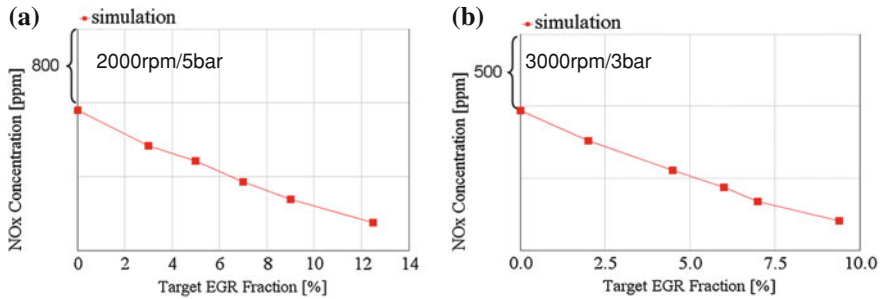 (a)
simulation
800
2000rpm/5bar
NOx Concentration [ppm]
0 2 4 6 8 10 12 14
Target EGR Fraction [%]
(b)
simulation
500
3000rpm/3bar
NOx Concentration [ppm]
0.0 2.5 5.0 7.5 10.0
Target EGR Fraction [%]